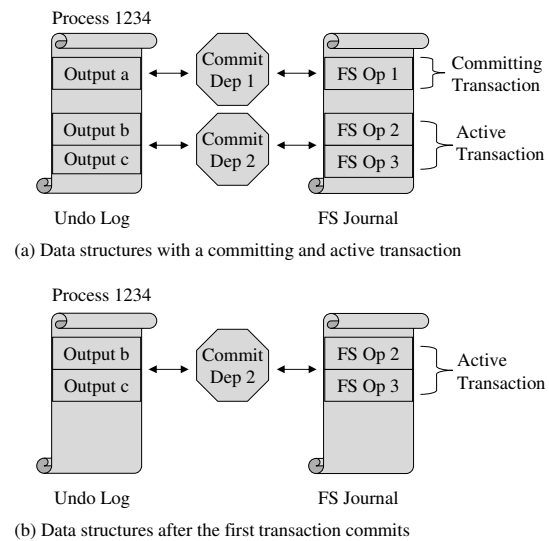 Process 1234
Output a
Commit
Dep 1
FS Op 1
Committing
Transaction
Output b
Output c
Commit
Dep 2
FS Op 2
FS Op 3
Active
Transaction
Undo Log
FS Journal
(a) Data structures with a committing and active transaction
Process 1234
Output b
Output c
Commit
Dep 2
FS Op 2
FS Op 3
Active
Transaction
Undo Log
FS Journal
(b) Data structures after the first transaction commits